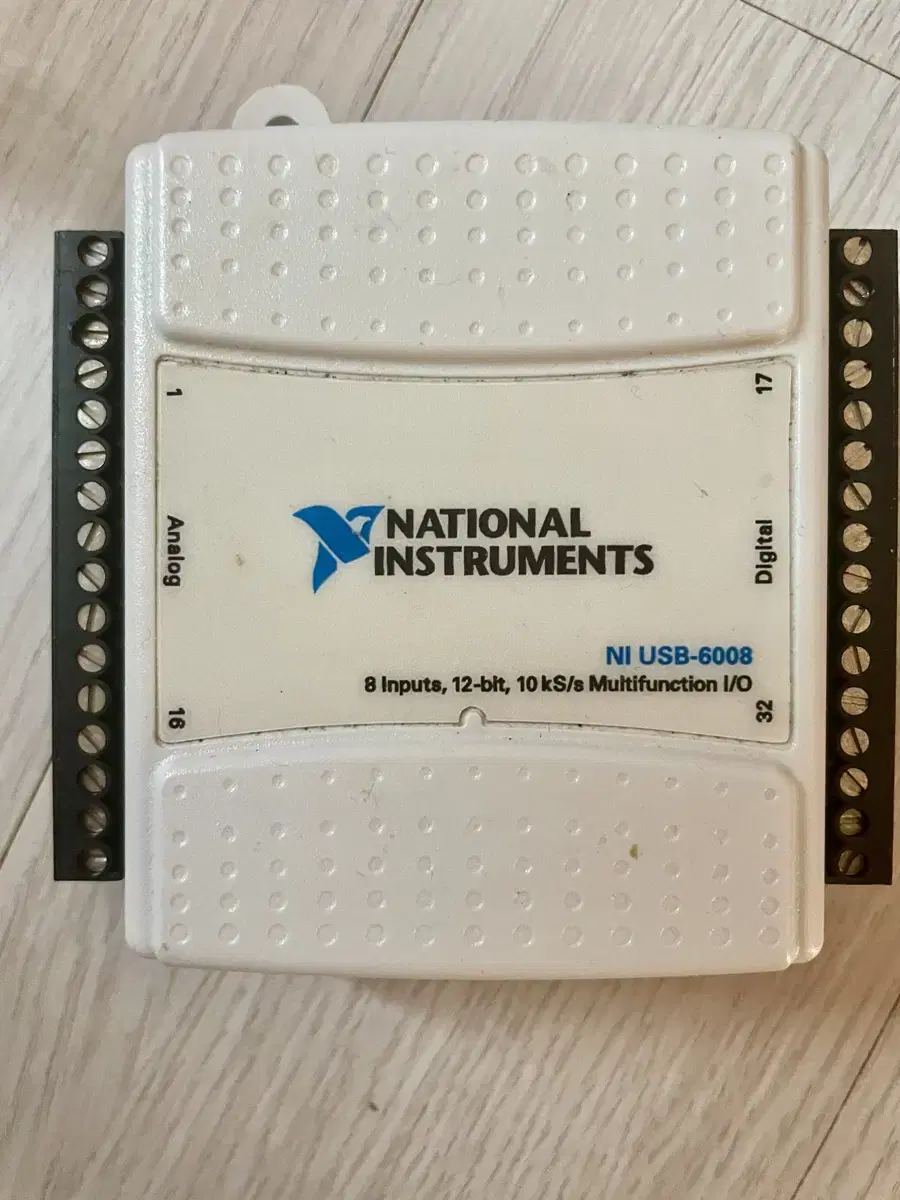 1
17
Analog
NATIONAL
INSTRUMENTS
Digital
NI USB-6008
8 Inputs, 12-bit, 10 kS/s Multifunction I/O
16
32